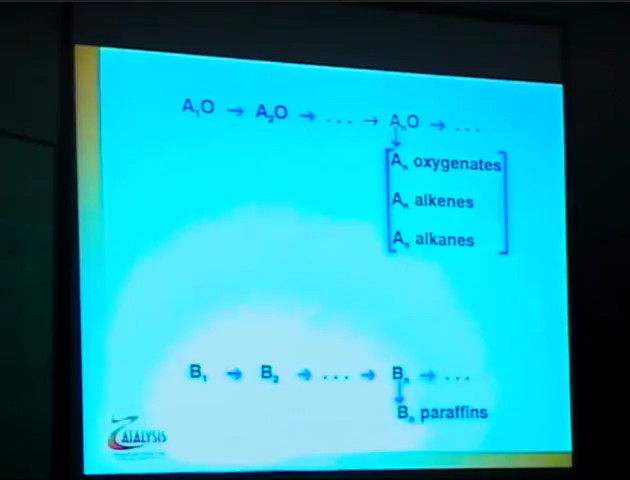 A₁O → A₂O → ... → AₙO → ...
↓
Aₙ oxygenates
Aₙ alkenes
Aₙ alkanes
B₁ → B₂ → ... → Bₙ → ...
↓
Bₙ paraffins
CATALYSIS